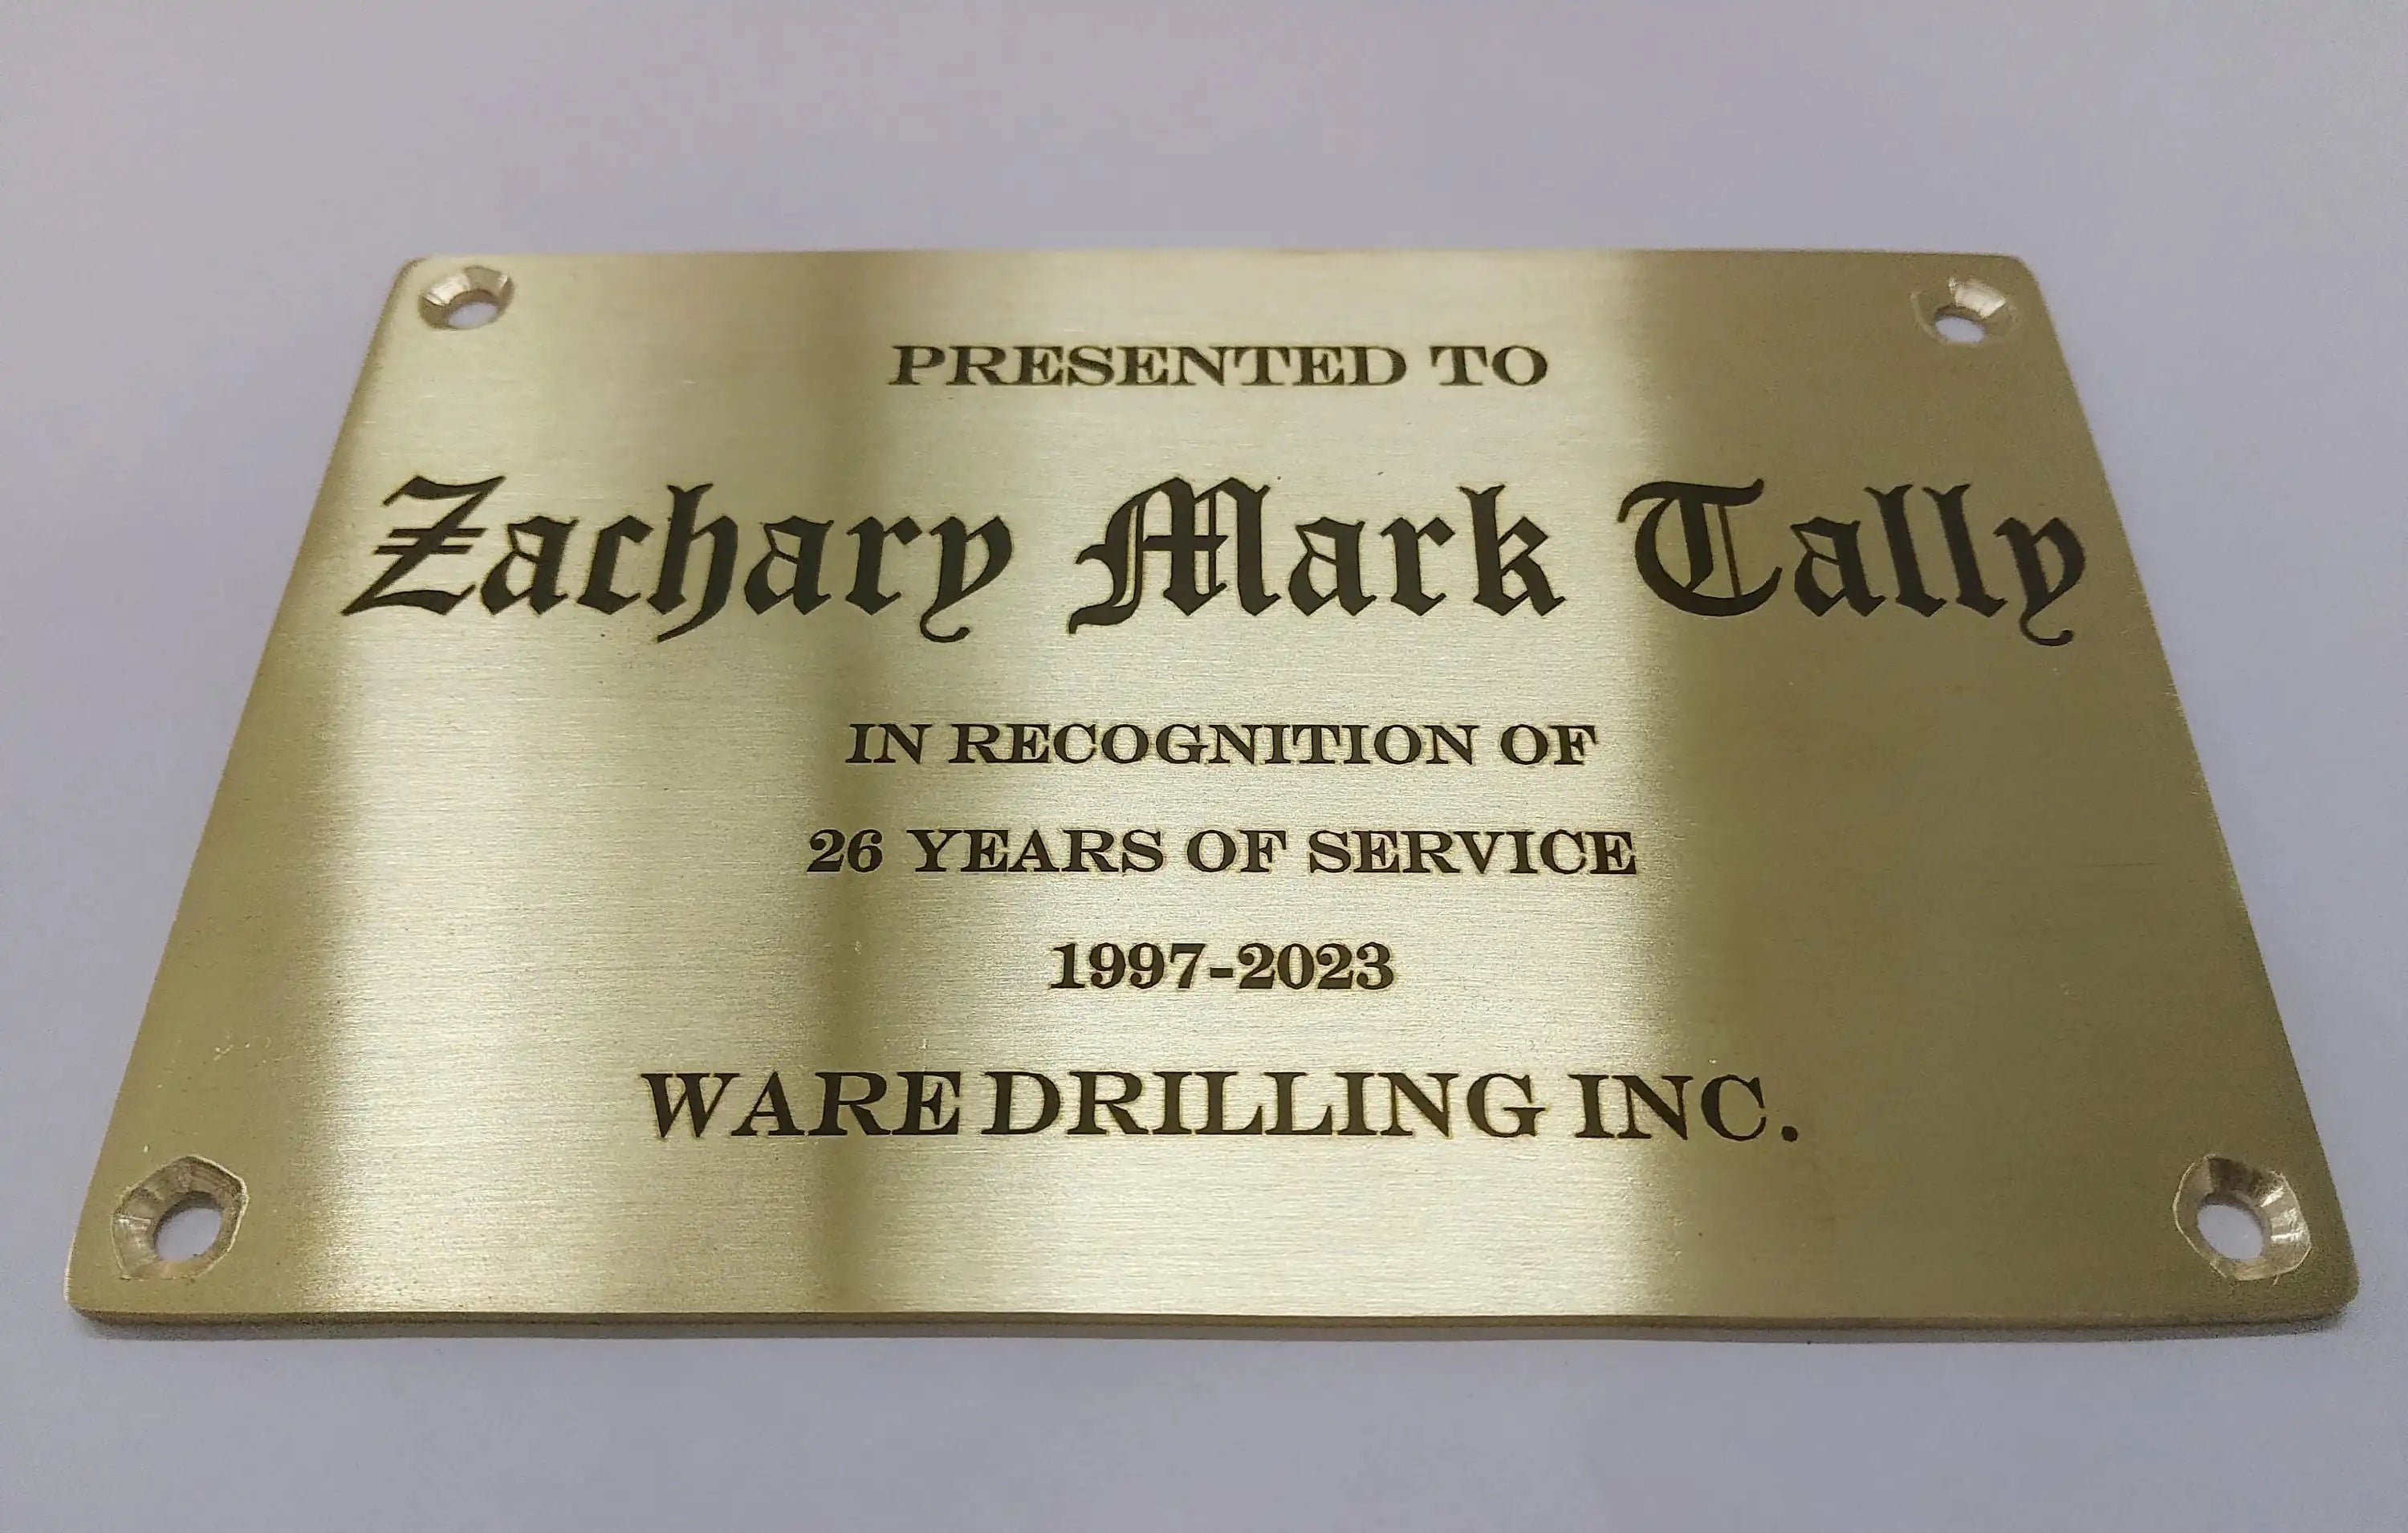 PRESENTED TO
Zachary Mark Tally
IN RECOGNITION OF
26 YEARS OF SERVICE
1997-2023
WARE DRILLING INC.